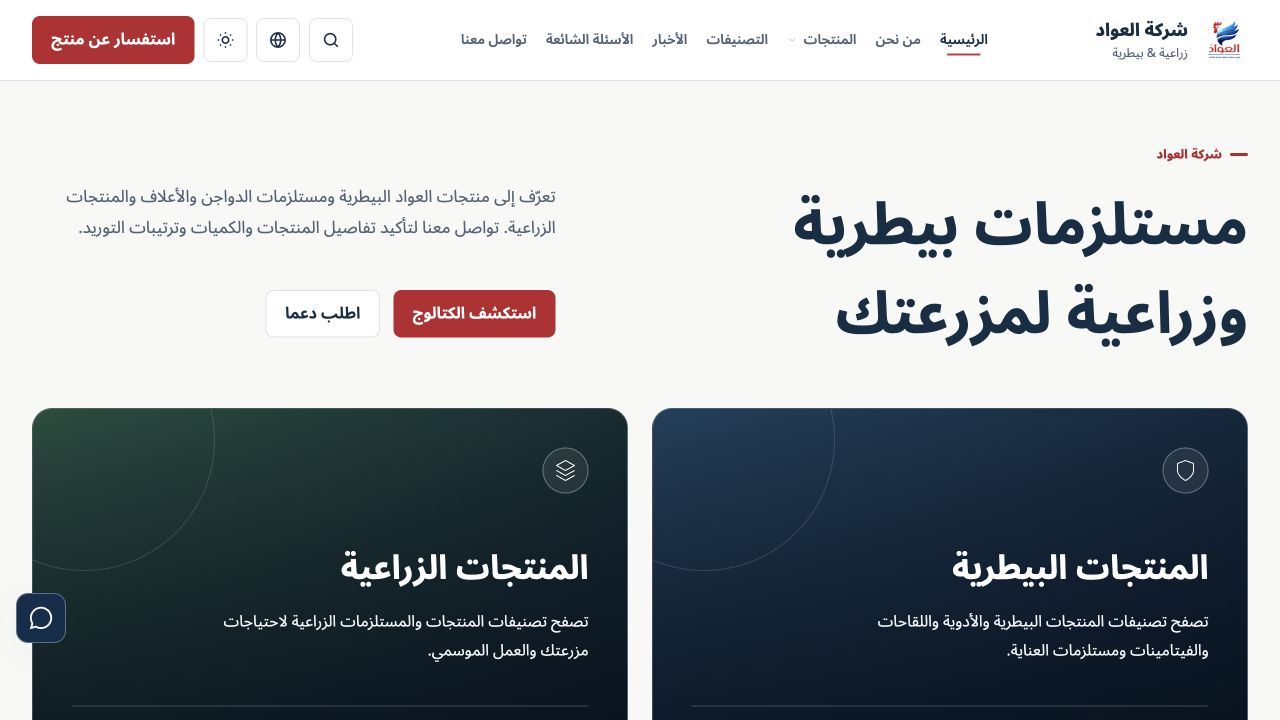 العواد
شركة العواد
زراعية & بيطرية
الرئيسية
من نحن
المنتجات
التصنيفات
الأخبار
الأسئلة الشائعة
تواصل معنا
استفسار عن منتج
شركة العواد
مستلزمات بيطرية
وزراعية لمزرعتك
تعرّف إلى منتجات العواد البيطرية ومستلزمات الدواجن والأعلاف والمنتجات
الزراعية. تواصل معنا لتأكيد تفاصيل المنتجات والكميات وترتيبات التوريد.
استكشف الكتالوج
اطلب دعما
المنتجات البيطرية
تصفح تصنيفات المنتجات البيطرية والأدوية واللقاحات
والفيتامينات ومستلزمات العناية.
المنتجات الزراعية
تصفح تصنيفات المنتجات والمستلزمات الزراعية لاحتياجات
مزرعتك والعمل الموسمي.